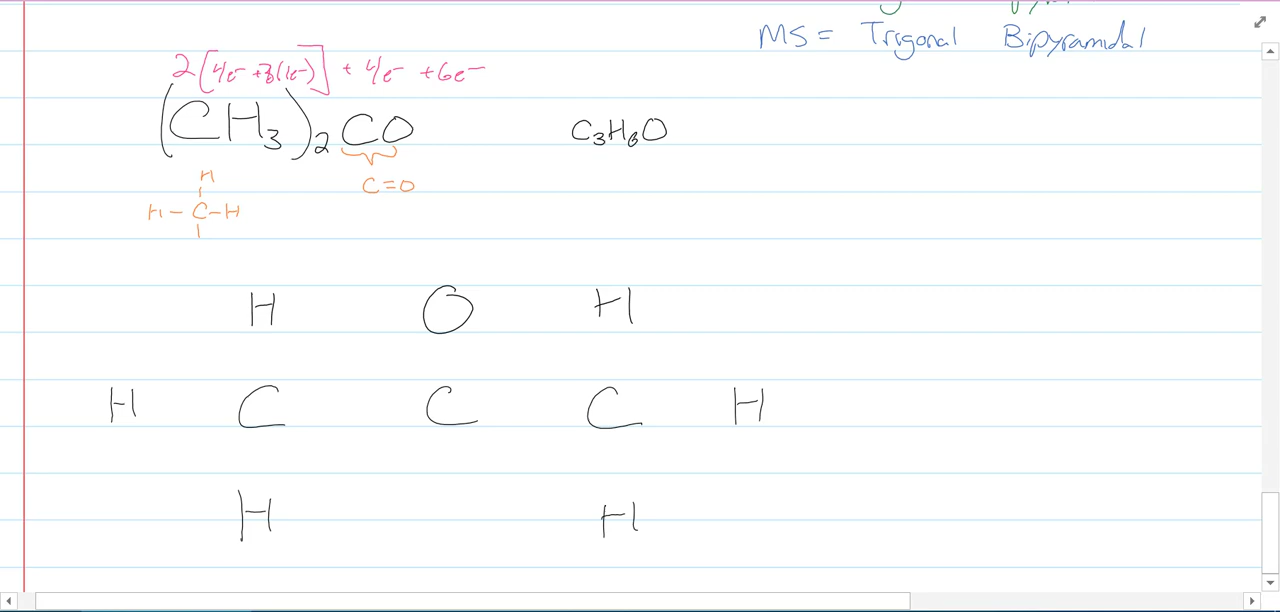 MS = Trigonal Bipyramidal
2[4e⁻ + 3(1e⁻)] + 4e⁻ + 6e⁻
(CH₃)₂CO C₃H₆O
C=O
H
H–C–H
H O H
H C C C H
H H